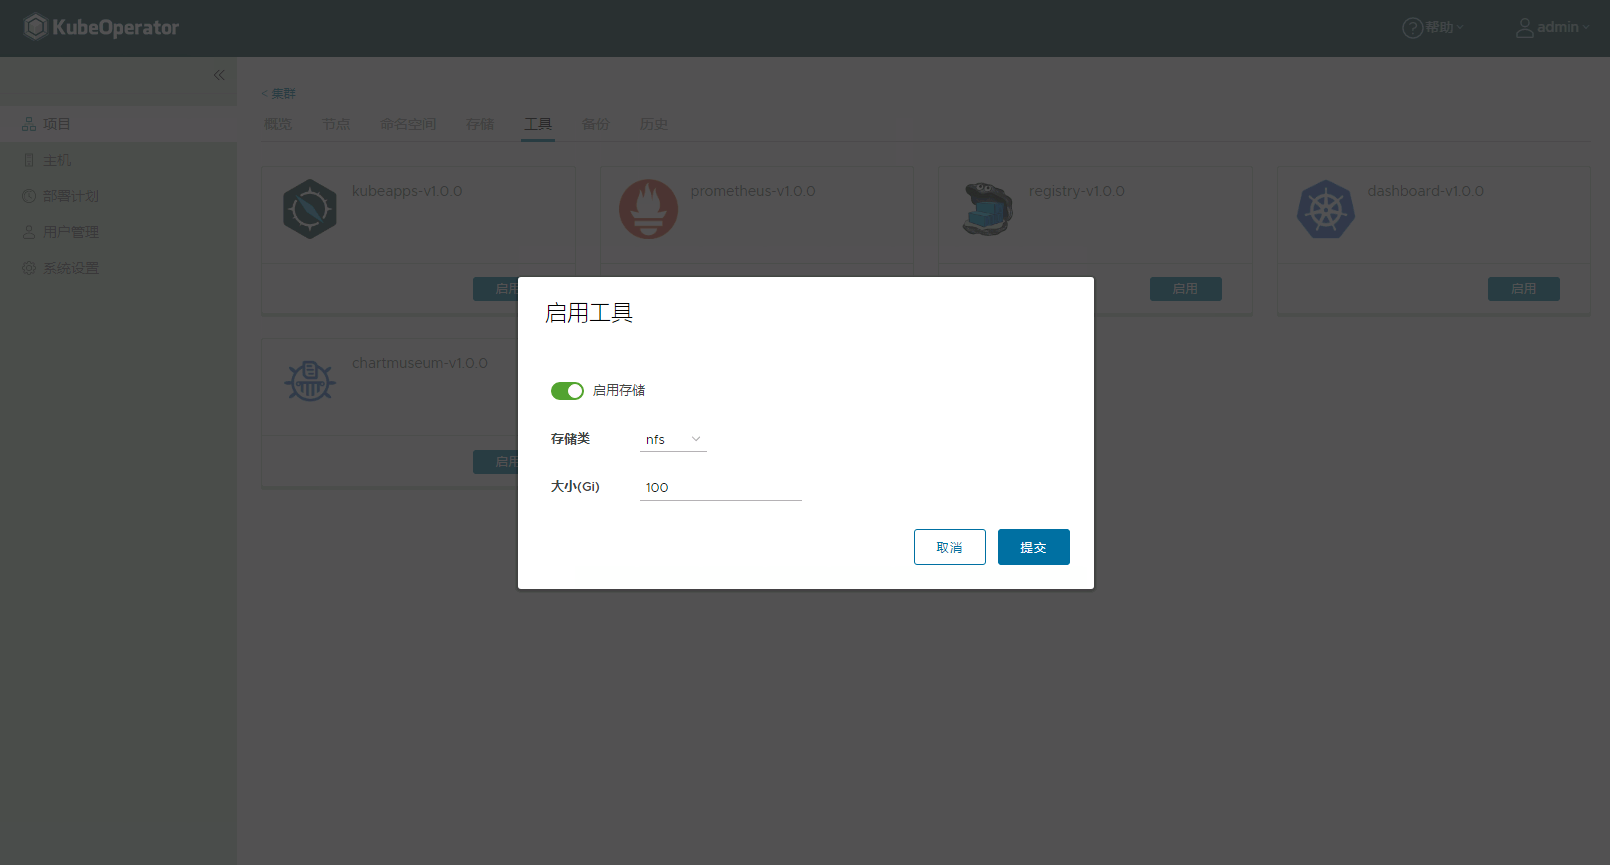 KubeOperator
帮助
admin
< 集群
项目
主机
部署计划
用户管理
系统设置
概览 节点 命名空间 存储 工具 备份 历史
kubeapps-v1.0.0
启用
prometheus-v1.0.0
registry-v1.0.0
启用
dashboard-v1.0.0
启用
chartmuseum-v1.0.0
启用
启用工具
启用存储
存储类 nfs
大小(Gi) 100
取消 提交